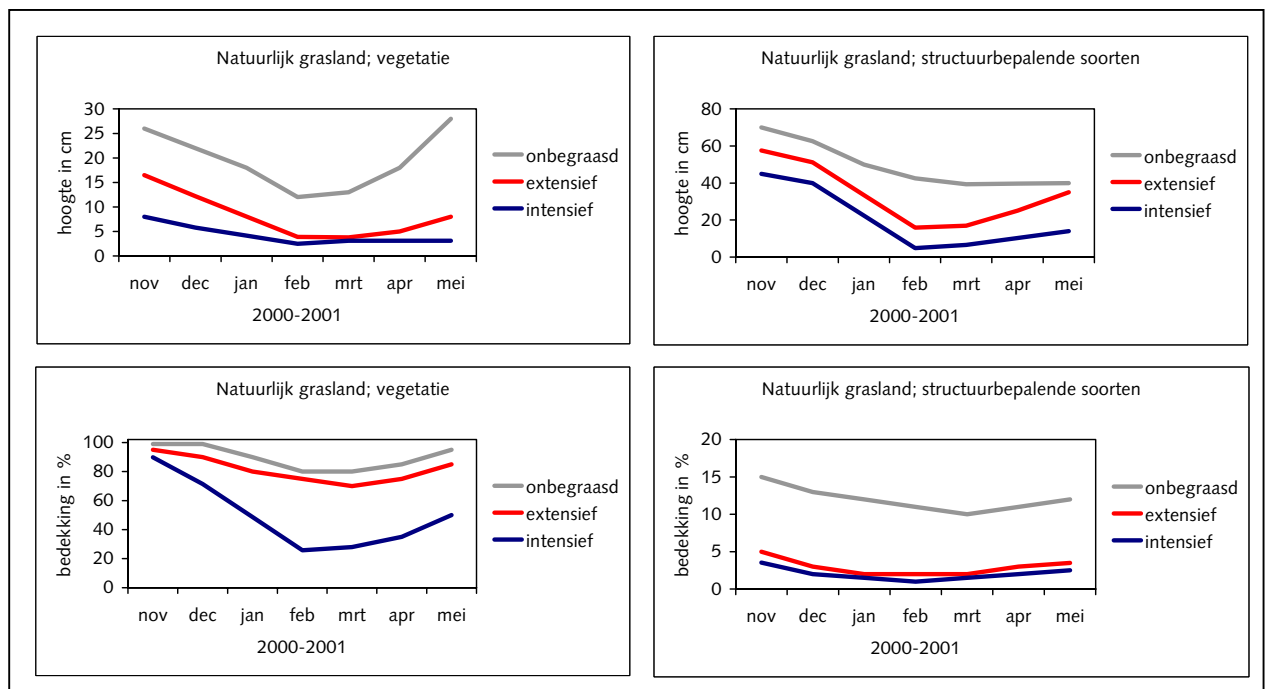 Natuurlijk grasland; vegetatie
hoogte in cm
30
25
20
15
10
5
0
nov dec jan feb mrt apr mei
2000-2001
onbegraasd
extensief
intensief
Natuurlijk grasland; structuurbepalende soorten
hoogte in cm
80
60
40
20
0
nov dec jan feb mrt apr mei
2000-2001
onbegraasd
extensief
intensief
Natuurlijk grasland; vegetatie
bedekking in %
100
80
60
40
20
0
nov dec jan feb mrt apr mei
2000-2001
onbegraasd
extensief
intensief
Natuurlijk grasland; structuurbepalende soorten
bedekking in %
20
15
10
5
0
nov dec jan feb mrt apr mei
2000-2001
onbegraasd
extensief
intensief